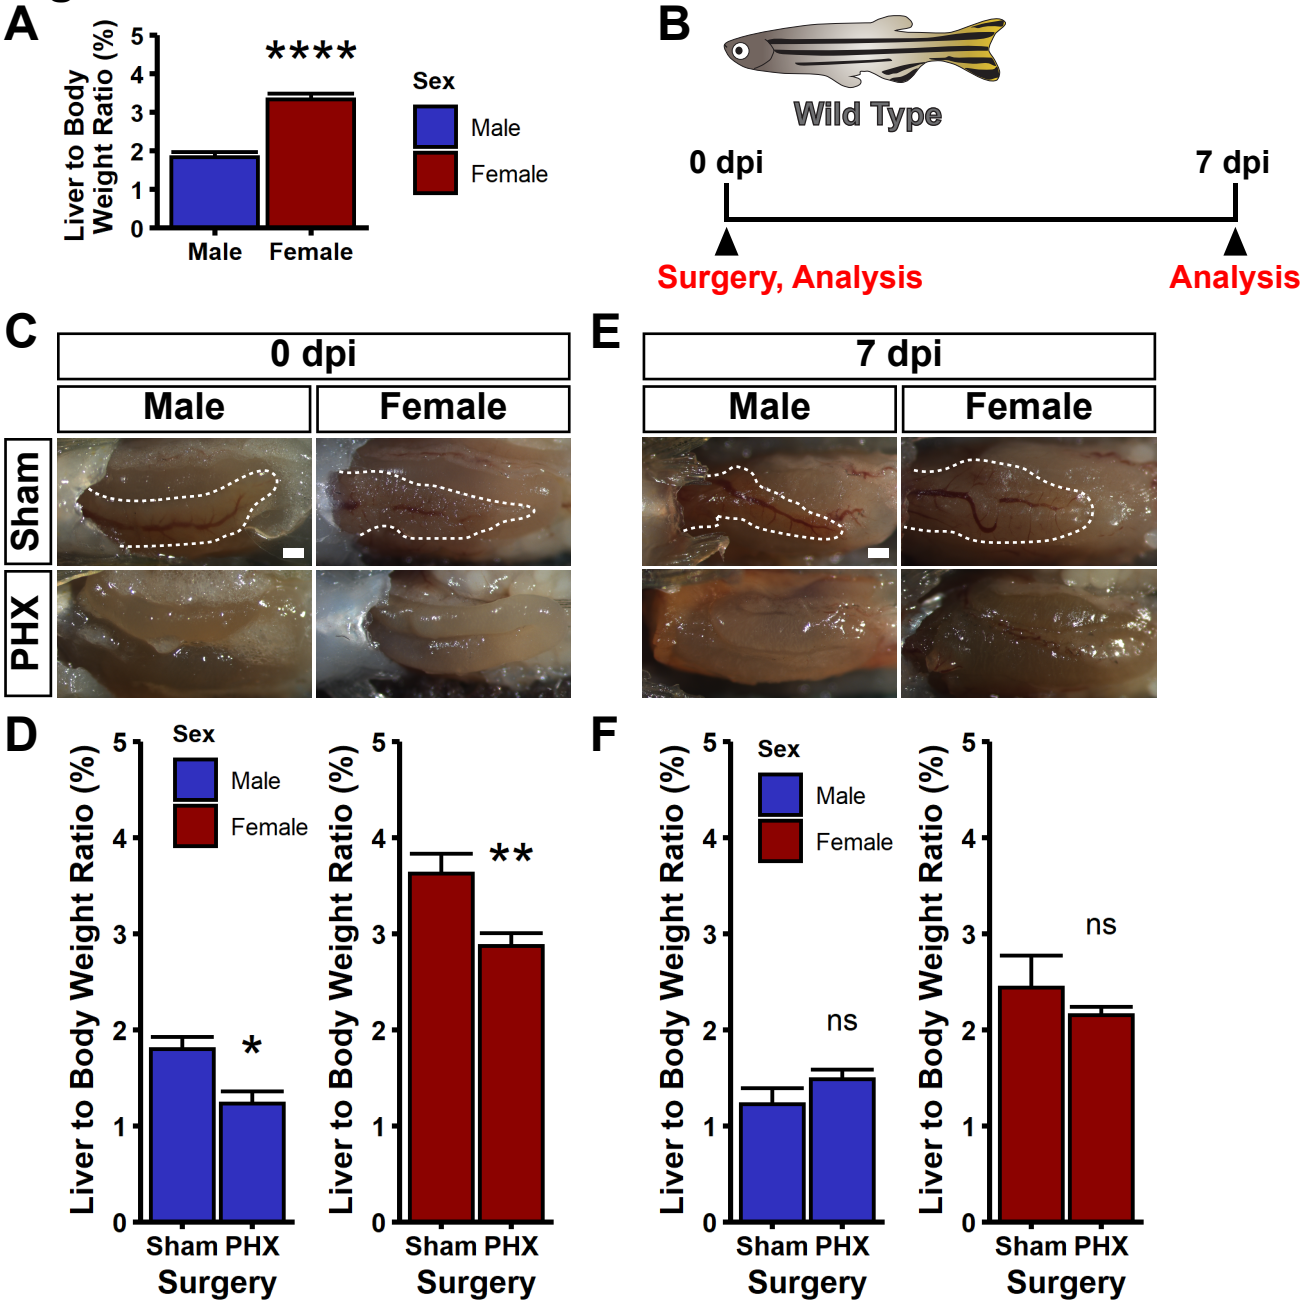 A
Liver to Body
Weight Ratio (%)
5
4
3
2
1
0
****
Male
Female
Sex
Male
Female
B
Wild Type
0 dpi
7 dpi
Surgery, Analysis
Analysis
C
0 dpi
Male
Female
Sham
PHX
E
7 dpi
Male
Female
D
Liver to Body Weight Ratio (%)
5
4
3
2
1
0
Sex
Male
Female
*
Sham PHX
Surgery
Liver to Body Weight Ratio (%)
5
4
3
2
1
0
**
Sham PHX
Surgery
F
Liver to Body Weight Ratio (%)
5
4
3
2
1
0
Sex
Male
Female
ns
Sham PHX
Surgery
Liver to Body Weight Ratio (%)
5
4
3
2
1
0
ns
Sham PHX
Surgery